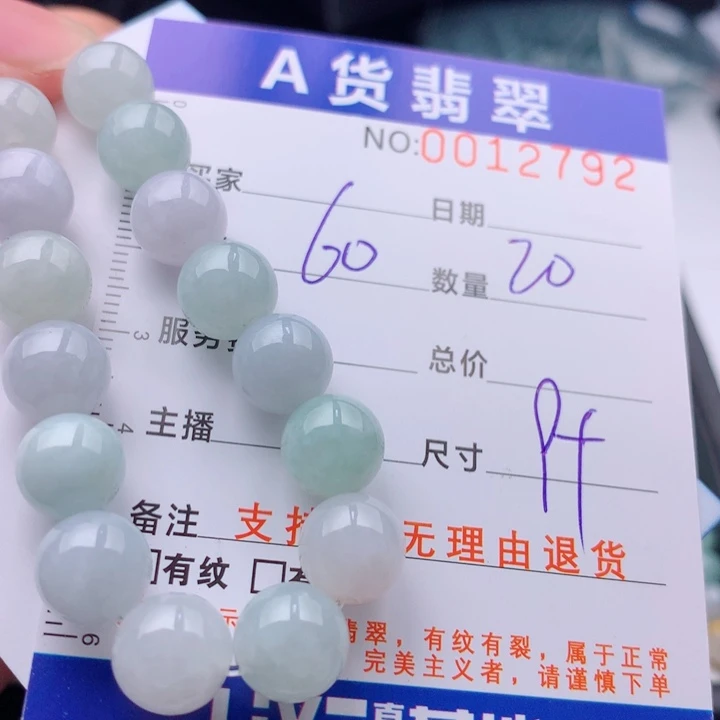 A货翡翠
NO:0012792
买家 日期
60 数量 20
服务 总价
主播 尺寸
备注 支持 无理由退货
有纹
示 翡翠，有纹有裂，属于正常
完美主义者，请谨慎下单